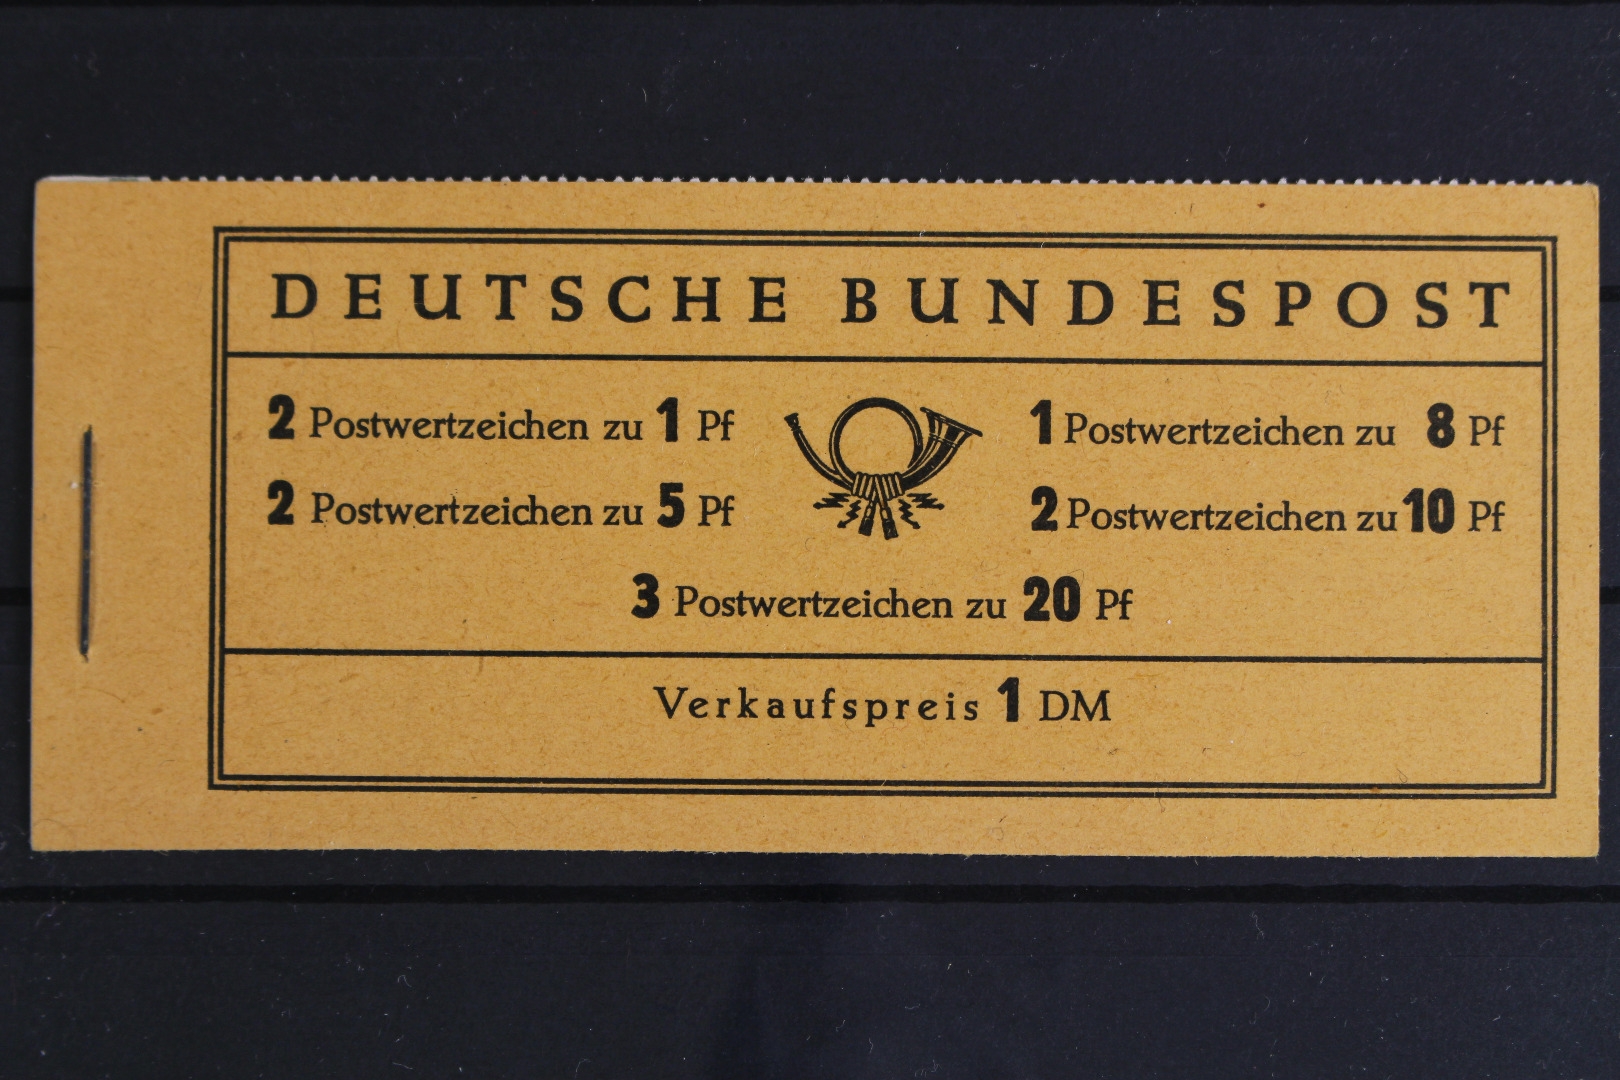 DEUTSCHE BUNDESPOST
2 Postwertzeichen zu 1 Pf
2 Postwertzeichen zu 5 Pf
1 Postwertzeichen zu 8 Pf
2 Postwertzeichen zu 10 Pf
3 Postwertzeichen zu 20 Pf
Verkaufspreis 1 DM